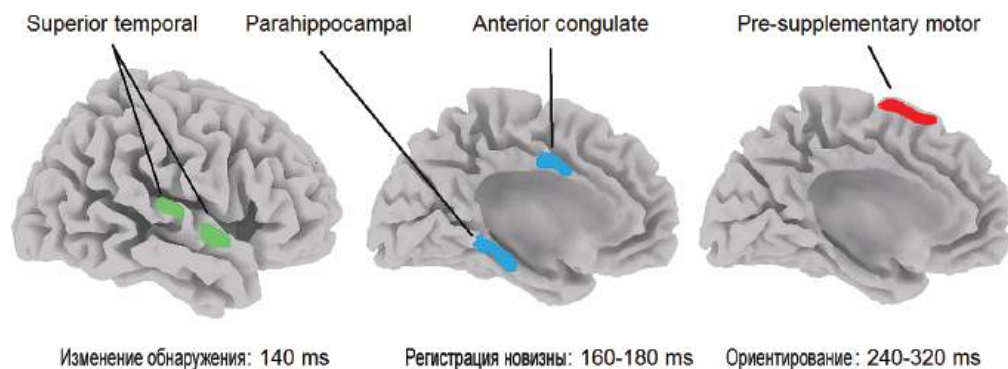 Superior temporal
Parahippocampal
Anterior congulate
Pre-supplementary motor
Изменение обнаружения: 140 ms
Регистрация новизны: 160-180 ms
Ориентирование: 240-320 ms